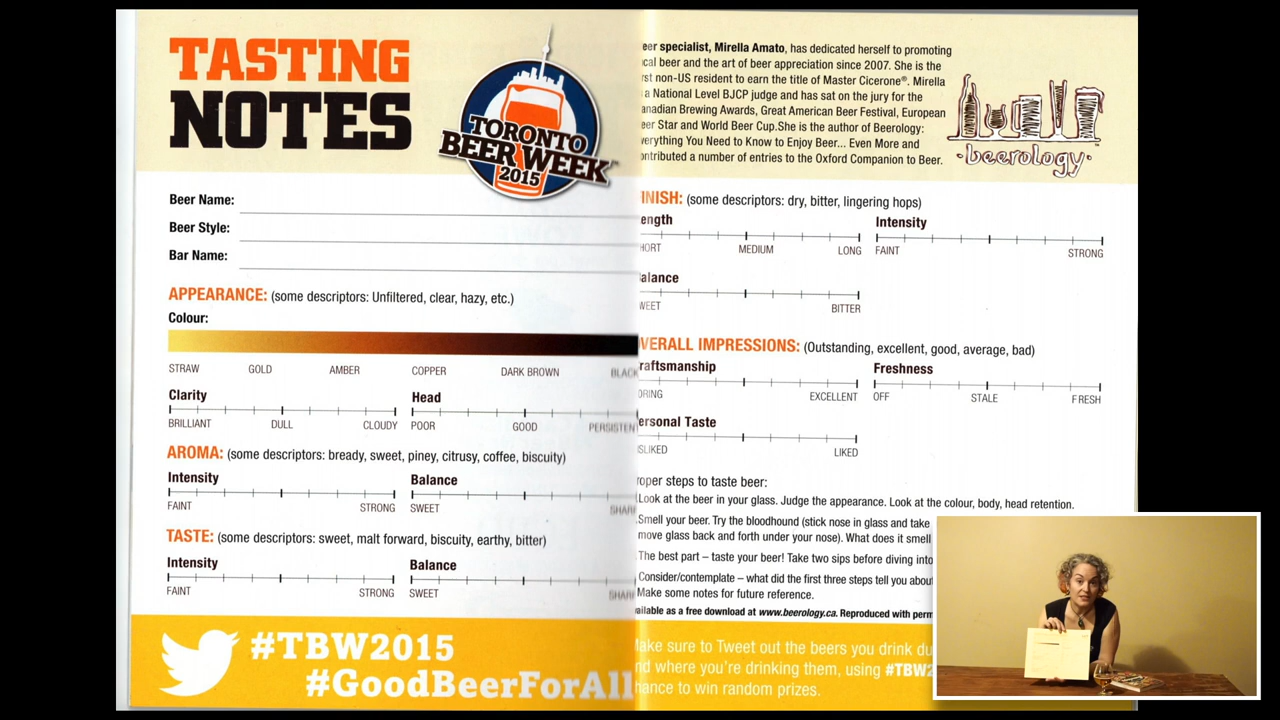 TASTING
NOTES
TORONTO
BEER WEEK
2015
Beer Name:
Beer Style:
Bar Name:
APPEARANCE: (some descriptors: Unfiltered, clear, hazy, etc.)
Colour:
STRAW GOLD AMBER COPPER DARK BROWN BLACK
Clarity Head
BRILLIANT DULL CLOUDY POOR GOOD PERSISTENT
AROMA: (some descriptors: bready, sweet, piney, citrusy, coffee, biscuity)
Intensity Balance
FAINT STRONG SWEET SHARP
TASTE: (some descriptors: sweet, malt forward, biscuity, earthy, bitter)
Intensity Balance
FAINT STRONG SWEET SHARP
#TBW2015
#GoodBeerForAll
eer specialist, Mirella Amato, has dedicated herself to promoting
cal beer and the art of beer appreciation since 2007. She is the
rst non-US resident to earn the title of Master Cicerone®. Mirella
a National Level BJCP judge and has sat on the jury for the
anadian Brewing Awards, Great American Beer Festival, European
eer Star and World Beer Cup.She is the author of Beerology:
verything You Need to Know to Enjoy Beer... Even More and
ontributed a number of entries to the Oxford Companion to Beer.
beerology
INISH: (some descriptors: dry, bitter, lingering hops)
ength Intensity
HORT MEDIUM LONG FAINT STRONG
alance
WEET BITTER
VERALL IMPRESSIONS: (Outstanding, excellent, good, average, bad)
raftsmanship Freshness
ORING EXCELLENT OFF STALE FRESH
ersonal Taste
ISLIKED LIKED
roper steps to taste beer:
Look at the beer in your glass. Judge the appearance. Look at the colour, body, head retention.
Smell your beer. Try the bloodhound (stick nose in glass and take
move glass back and forth under your nose). What does it smell
The best part – taste your beer! Take two sips before diving into
Consider/contemplate – what did the first three steps tell you about
Make some notes for future reference.
ailable as a free download at www.beerology.ca. Reproduced with perm
ake sure to Tweet out the beers you drink du
nd where you're drinking them, using #TBW2
hance to win random prizes.